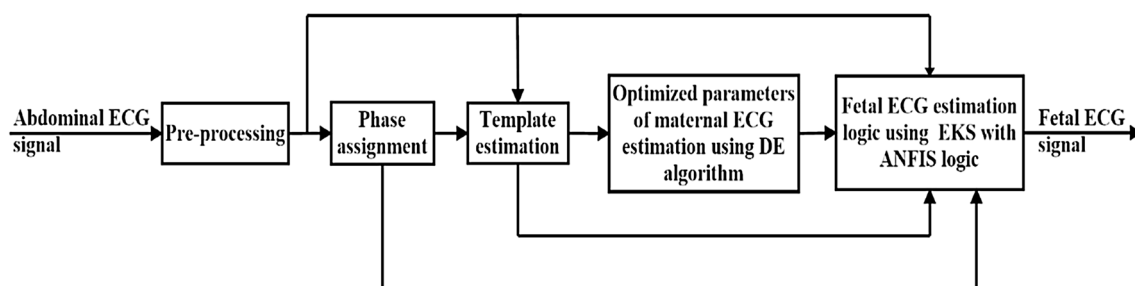 Abdominal ECG
signal
Pre-processing
Phase
assignment
Template
estimation
Optimized parameters
of maternal ECG
estimation using DE
algorithm
Fetal ECG estimation
logic using EKS with
ANFIS logic
Fetal ECG
signal